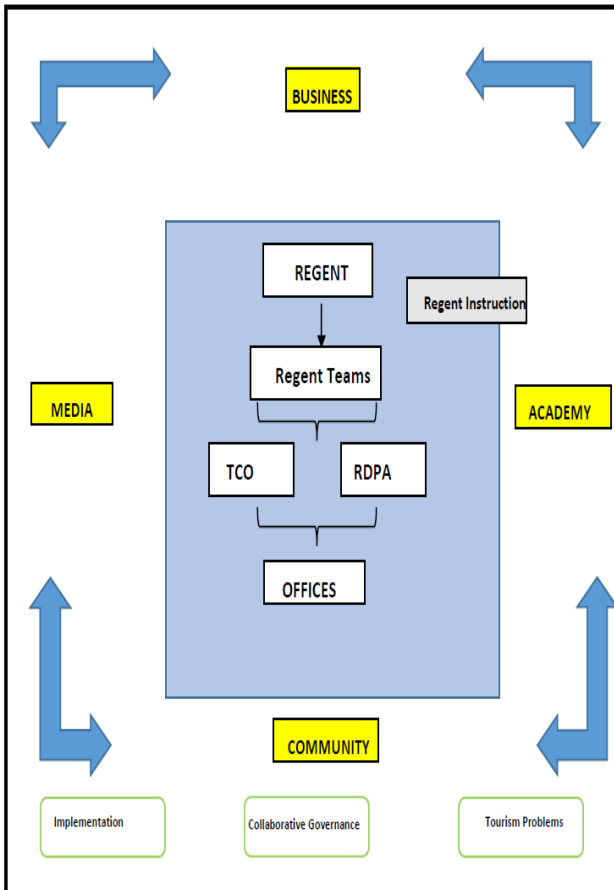 BUSINESS
REGENT
Regent Instruction
Regent Teams
MEDIA
ACADEMY
TCO
RDPA
OFFICES
COMMUNITY
Implementation
Collaborative Governance
Tourism Problems